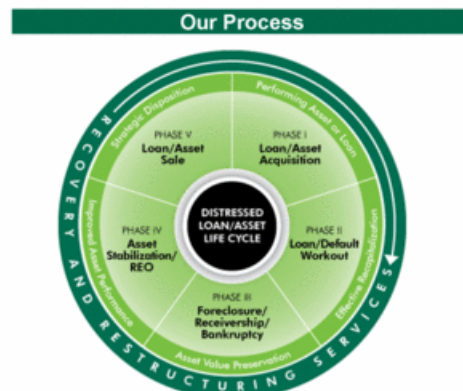 Our Process
RECOVERY AND RESTRUCTURING SERVICES
Performing Asset or Loan
PHASE I
Loan/Asset
Acquisition
Effective Recapitalization
PHASE II
Loan/Default
Workout
Asset Value Preservation
PHASE III
Foreclosure/
Receivership/
Bankruptcy
Improved Asset Performance
PHASE IV
Asset
Stabilization/
REO
Strategic Disposition
PHASE V
Loan/Asset
Sale
DISTRESSED
LOAN/ASSET
LIFE CYCLE